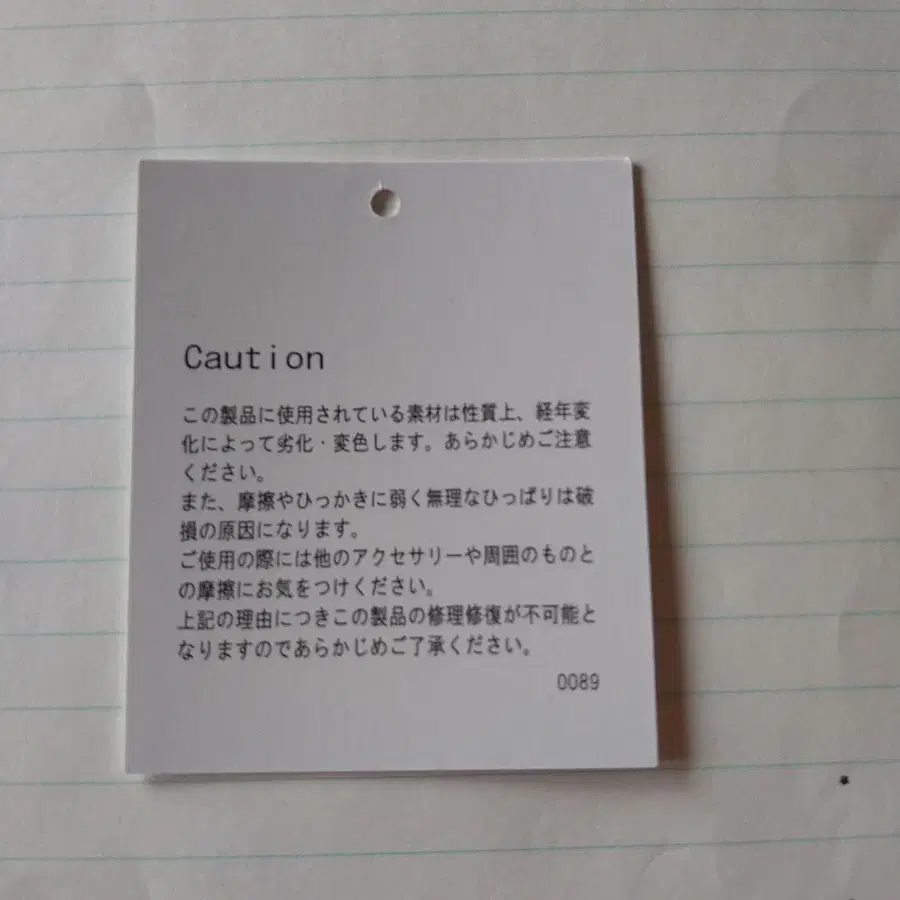 Caution
この製品に使用されている素材は性質上、経年変
化によって劣化・変色します。あらかじめご注意
ください。
また、摩擦やひっかきに弱く無理なひっぱりは破
損の原因になります。
ご使用の際には他のアクセサリーや周囲のものと
の摩擦にお気をつけください。
上記の理由につきこの製品の修理修復が不可能と
なりますのであらかじめご了承ください。
0089